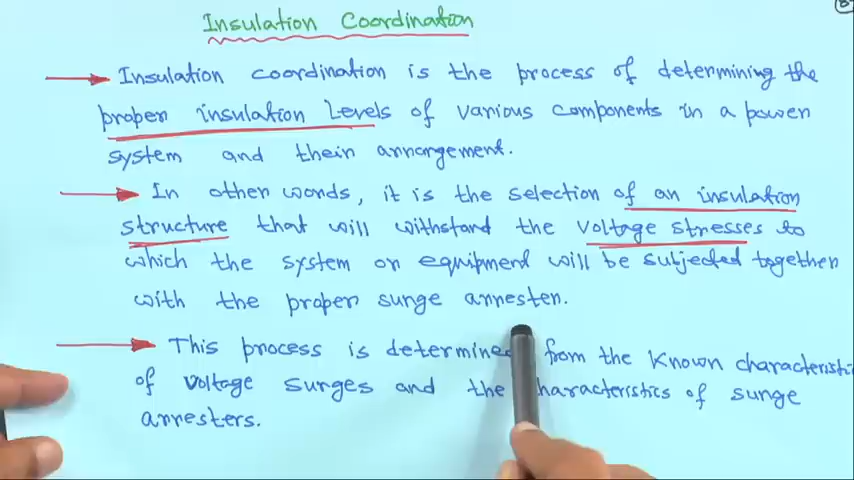 Insulation Coordination
Insulation coordination is the process of determining the
proper insulation levels of various components in a power
system and their arrangement.
In other words, it is the selection of an insulation
structure that will withstand the voltage stresses to
which the system or equipment will be subjected together
with the proper surge arrester.
This process is determined from the known characteristic
of voltage surges and the characteristics of surge
arresters.